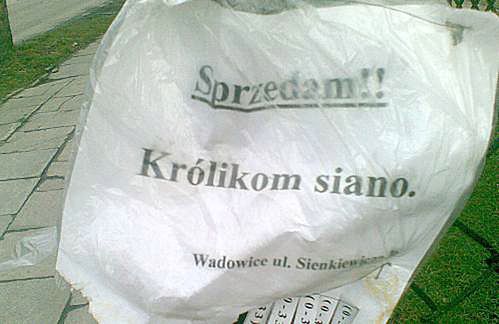 Sprzedam!!
Królikom siano.
Wadowice ul. Sienkiewicza